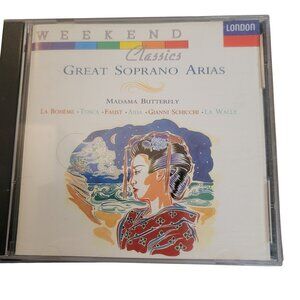 WEEKEND
Classics
LONDON
GREAT SOPRANO ARIAS
MADAMA BUTTERFLY
LA BOHÈME • TOSCA • FAUST • AIDA • GIANNI SCHICCHI • LA WALLY